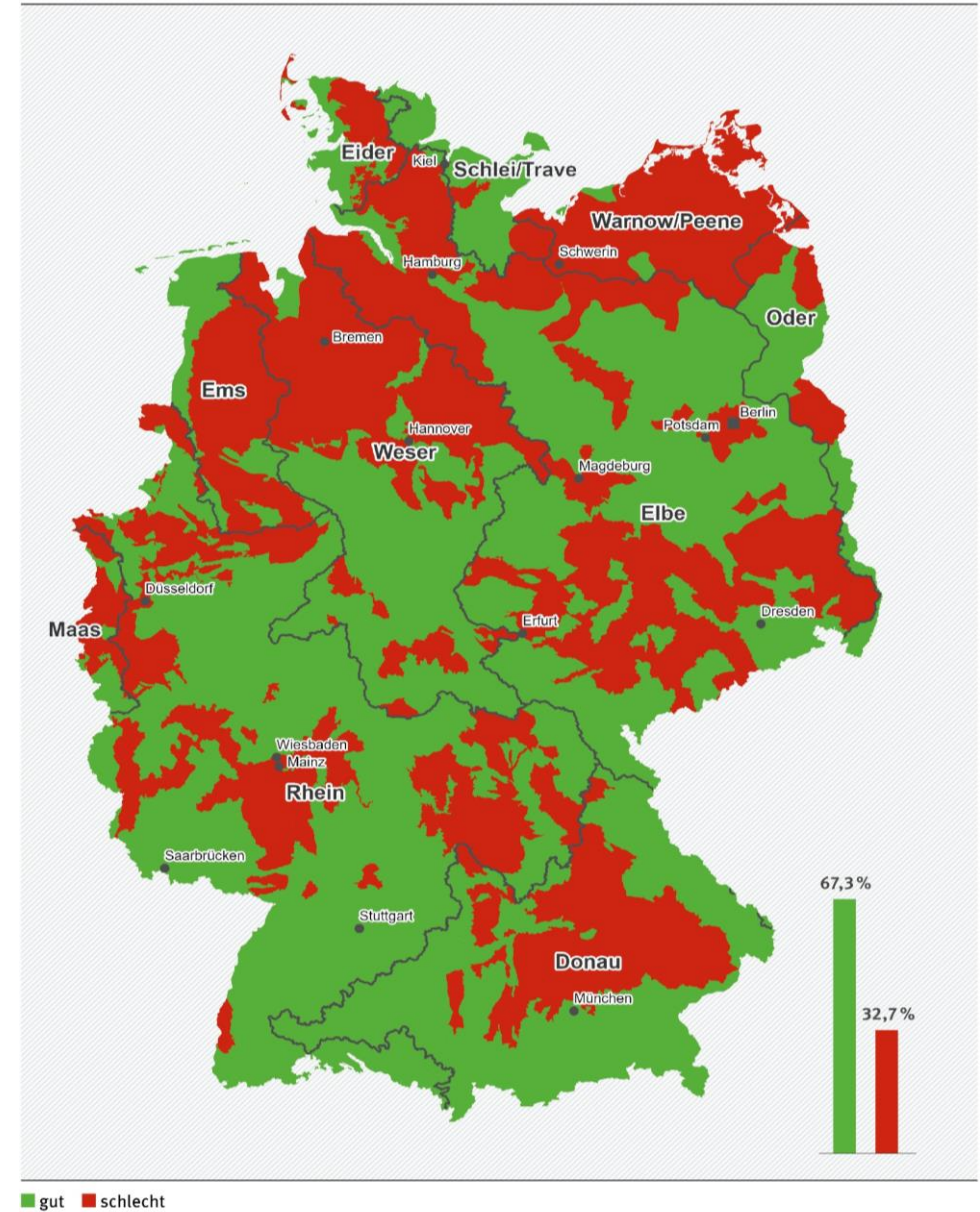 Eider
Kiel
Schlei/Trave
Warnow/Peene
Schwerin
Hamburg
Oder
Bremen
Ems
Berlin
Potsdam
Hannover
Weser
Magdeburg
Elbe
Düsseldorf
Maas
Erfurt
Dresden
Wiesbaden
Mainz
Rhein
Saarbrücken
Stuttgart
Donau
München
67,3%
32,7%
gut schlecht